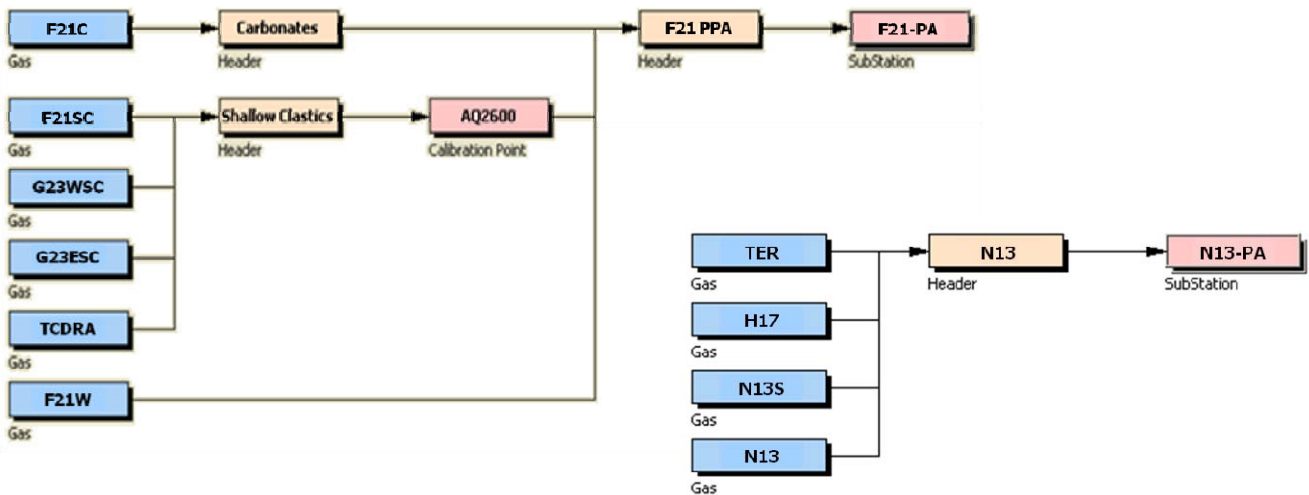 F21C
Gas
Carbonates
Header
F21 PPA
Header
F21-PA
SubStation
F21SC
Gas
Shallow Clastics
Header
AQ2600
Calibration Point
G23WSC
Gas
G23ESC
Gas
TCDRA
Gas
F21W
Gas
TER
Gas
N13
Header
N13-PA
SubStation
H17
Gas
N13S
Gas
N13
Gas